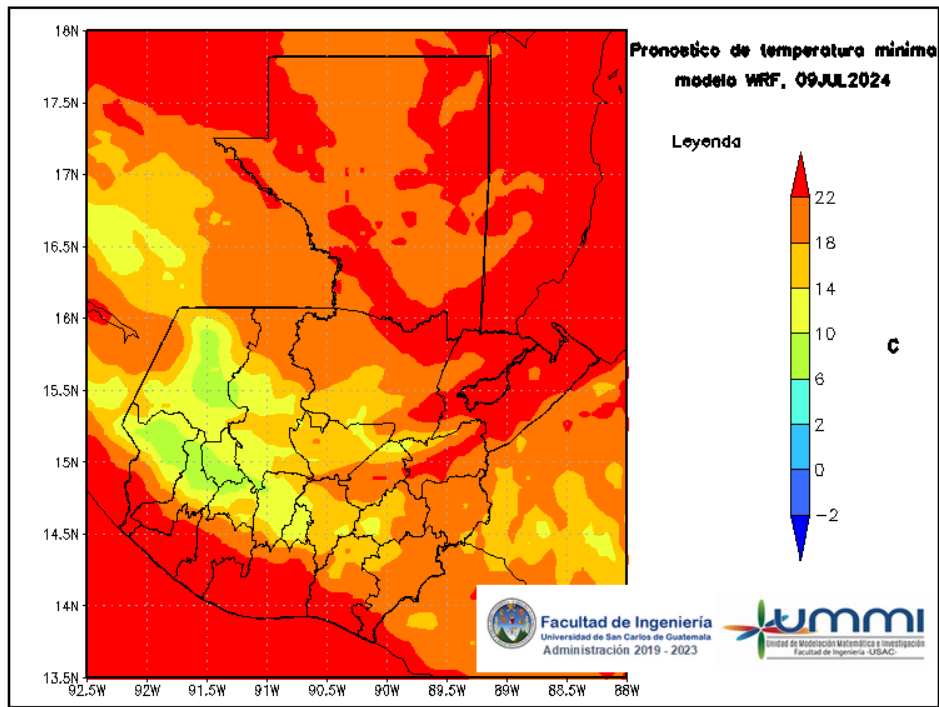 Pronostico de temperatura minima
modelo WRF, 09JUL2024
Leyenda
22
18
14
10
6
2
0
−2
C
18N
17.5N
17N
16.5N
16N
15.5N
15N
14.5N
14N
13.5N
92.5W 92W 91.5W 91W 90.5W 90W 89.5W 89W 88.5W 88W
Facultad de Ingeniería
Universidad de San Carlos de Guatemala
Administración 2019 - 2023
ummi
Unidad de Modelación Matemática e Investigación
Facultad de Ingeniería -USAC-